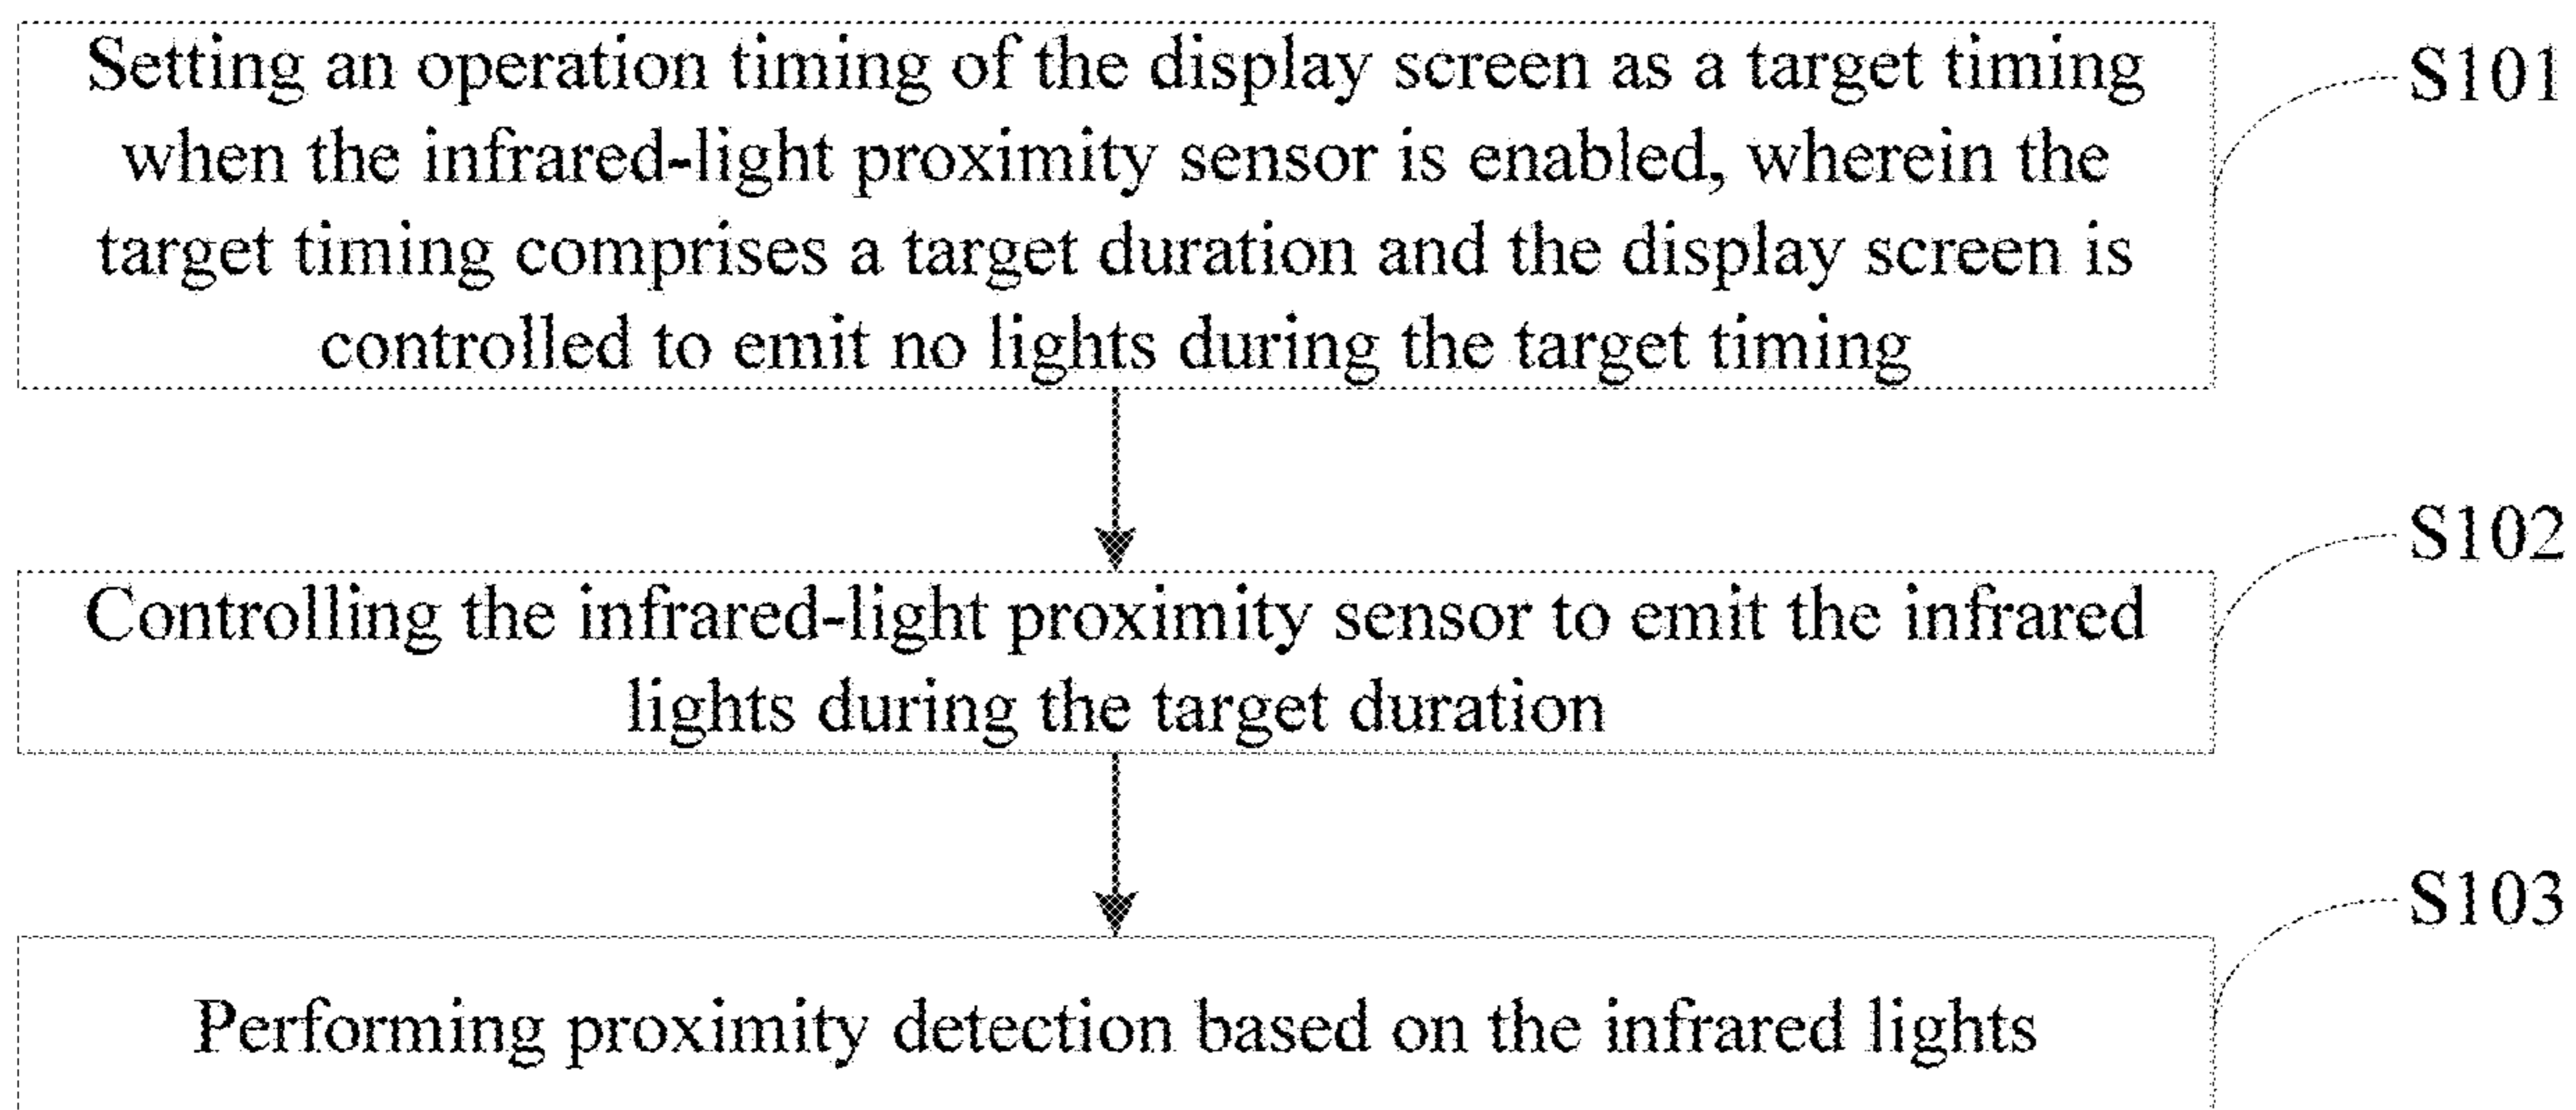 Setting an operation timing of the display screen as a target timing
when the infrared-light proximity sensor is enabled, wherein the
target timing comprises a target duration and the display screen is
controlled to emit no lights during the target timing
S101
Controlling the infrared-light proximity sensor to emit the infrared
lights during the target duration
S102
Performing proximity detection based on the infrared lights
S103